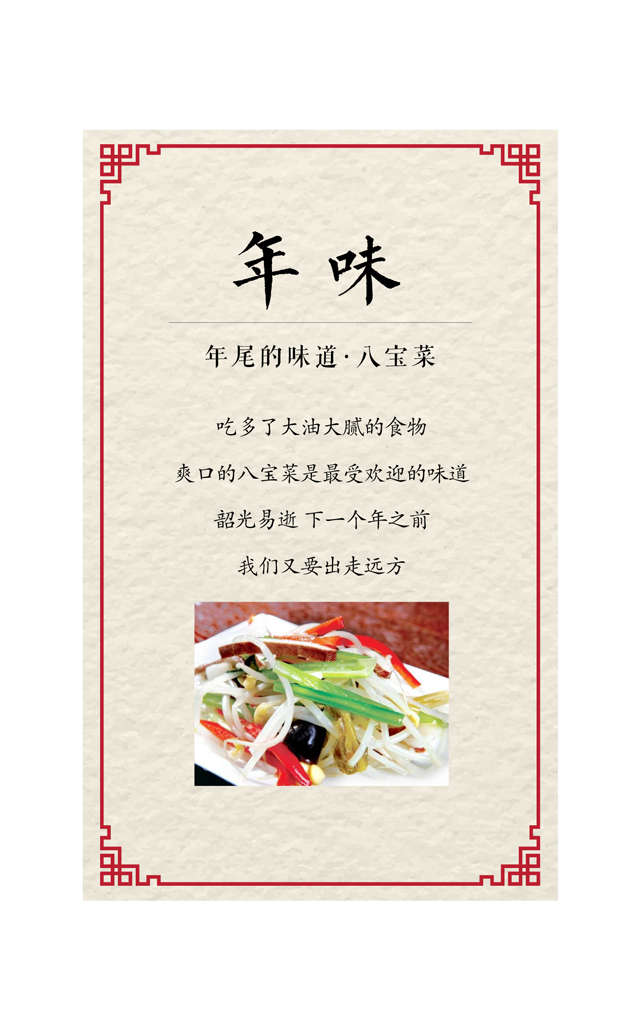 年味
年尾的味道·八宝菜
吃多了大油大腻的食物
爽口的八宝菜是最受欢迎的味道
韶光易逝 下一个年之前
我们又要出走远方